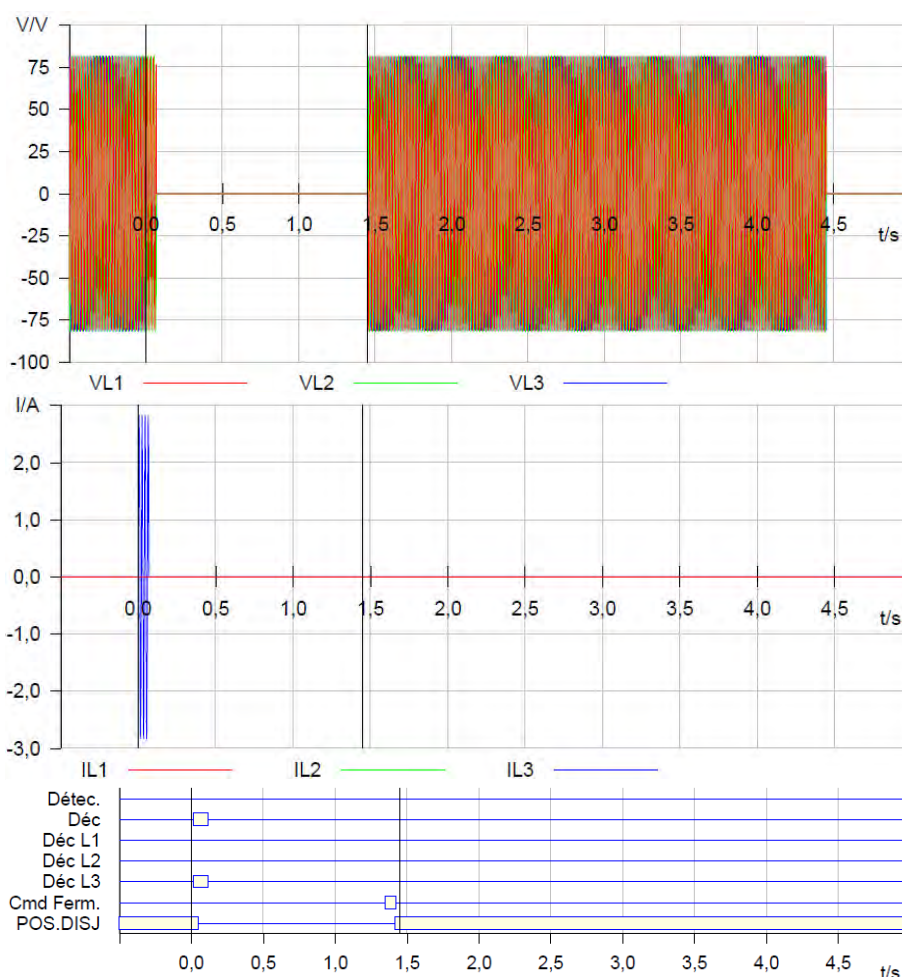 V/V
75
50
25
0
-25
-50
-75
-100
0,0 0,5 1,0 1,5 2,0 2,5 3,0 3,5 4,0 4,5
t/s
VL1 VL2 VL3
I/A
2,0
1,0
0,0
-1,0
-2,0
-3,0
0,0 0,5 1,0 1,5 2,0 2,5 3,0 3,5 4,0 4,5
t/s
IL1 IL2 IL3
Détec.
Déc
Déc L1
Déc L2
Déc L3
Cmd Ferm.
POS.DISJ
0,0 0,5 1,0 1,5 2,0 2,5 3,0 3,5 4,0 4,5
t/s